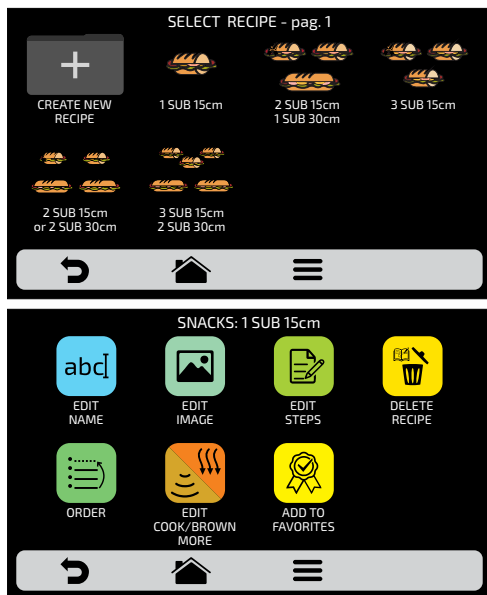 SELECT RECIPE - pag. 1
CREATE NEW
RECIPE
1 SUB 15cm
2 SUB 15cm
1 SUB 30cm
3 SUB 15cm
2 SUB 15cm
or 2 SUB 30cm
3 SUB 15cm
2 SUB 30cm
SNACKS: 1 SUB 15cm
abc
EDIT
NAME
EDIT
IMAGE
EDIT
STEPS
DELETE
RECIPE
ORDER
EDIT
COOK/BROWN
MORE
ADD TO
FAVORITES